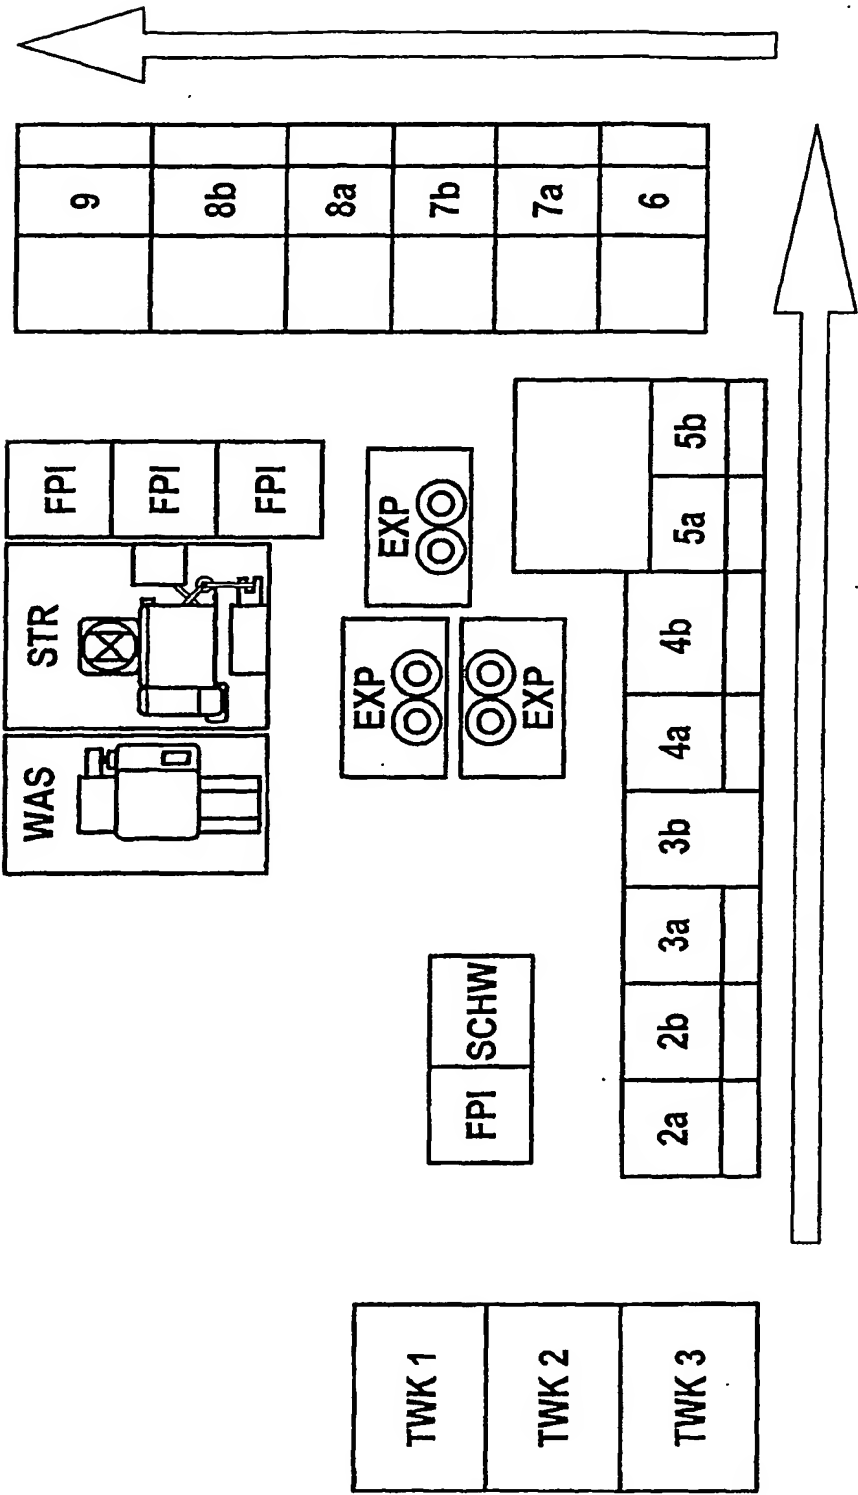 WAS
STR
FPI
FPI
FPI
9
8b
8a
7b
7a
6
EXP
EXP
EXP
FPI
SCHW
TWK 1
TWK 2
TWK 3
2a
2b
3a
3b
4a
4b
5a
5b